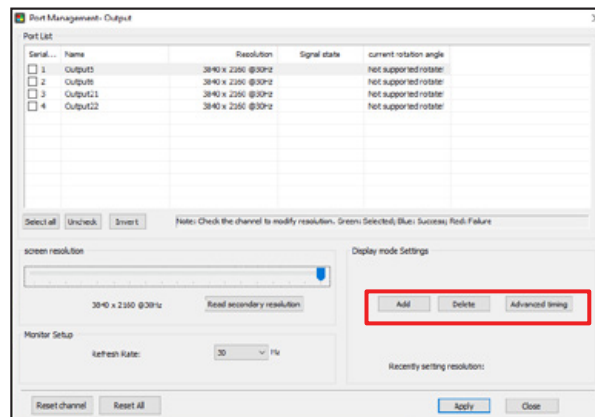 Port Management- Output
Port List
Serial... Name Resolution Signal state current rotation angle
1 Output5 3840 x 2160 @30Hz Not supported rotate!
2 Output6 3840 x 2160 @30Hz Not supported rotate!
3 Output21 3840 x 2160 @30Hz Not supported rotate!
4 Output22 3840 x 2160 @30Hz Not supported rotate!
Select all Uncheck Invert Note: Check the channel to modify resolution. Green: Selected; Blue: Success; Red: Failure
screen resolution Display mode Settings
3840 x 2160 @30Hz Read secondary resolution Add Delete Advanced timing
Monitor Setup
Refresh Rate: 30 Hz
Recently setting resolution:
Reset channel Reset All Apply Close